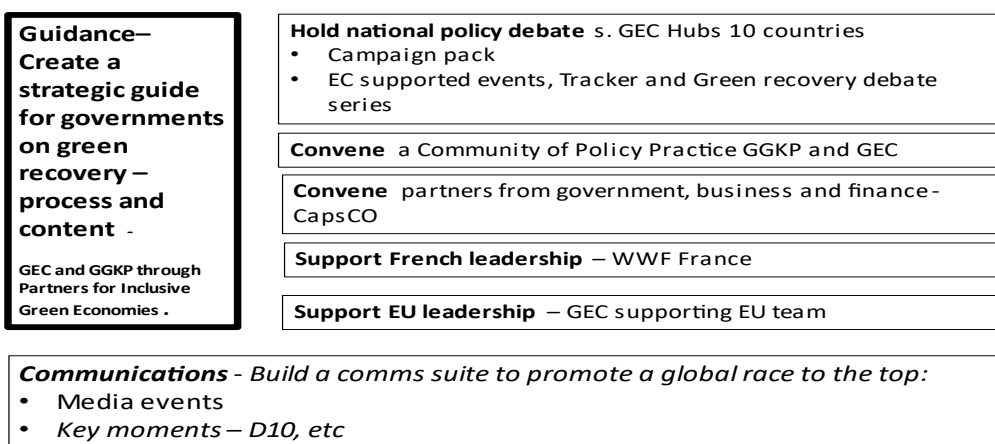 Guidance–
Create a
strategic guide
for governments
on green
recovery –
process and
content -
GEC and GGKP through
Partners for Inclusive
Green Economies .
Hold national policy debate s. GEC Hubs 10 countries
• Campaign pack
• EC supported events, Tracker and Green recovery debate
series
Convene a Community of Policy Practice GGKP and GEC
Convene partners from government, business and finance-
CapsCO
Support French leadership – WWF France
Support EU leadership – GEC supporting EU team
Communications - Build a comms suite to promote a global race to the top:
• Media events
• Key moments – D10, etc